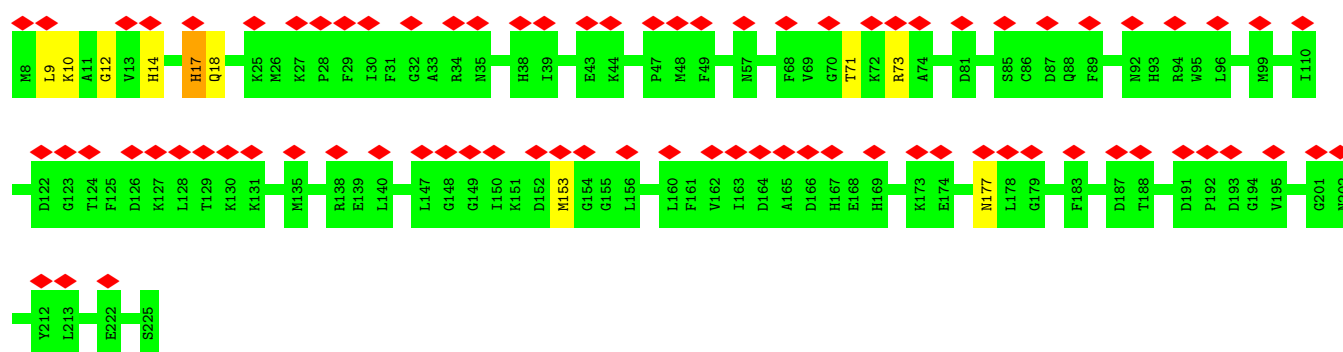 M8 L9 K10 A11 G12 V13 H14 H17 Q18 K25 M26 K27 P28 F29 I30 F31 G32 A33 R34 N35 H38 I39 E43 K44 P47 M48 F49 N57 F68 V69 G70 T71 K72 R73 A74 D81 S85 C86 D87 Q88 F89 N92 H93 R94 W95 L96 M99 I110
D122 G123 T124 F125 D126 K127 L128 T129 K130 K131 M135 R138 E139 L140 L147 G148 G149 I150 K151 D152 M153 G154 G155 L156 L160 F161 V162 I163 D164 A165 D166 H167 E168 H169 K173 E174 N177 L178 G179 F183 D187 T188 D191 P192 D193 G194 V195 G201
Y212 L213 E222 S225